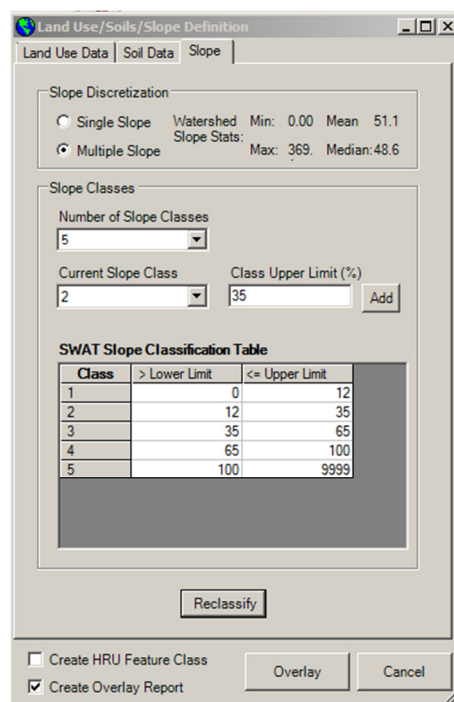 Land Use/Soils/Slope Definition
Land Use Data Soil Data Slope
Slope Discretization
Single Slope Watershed Min: 0.00 Mean 51.1
Multiple Slope Slope Stats: Max: 369. Median: 48.6
Slope Classes
Number of Slope Classes
5
Current Slope Class Class Upper Limit (%)
2 35 Add
SWAT Slope Classification Table
Class > Lower Limit <= Upper Limit
1 0 12
2 12 35
3 35 65
4 65 100
5 100 9999
Reclassify
Create HRU Feature Class
Create Overlay Report
Overlay Cancel